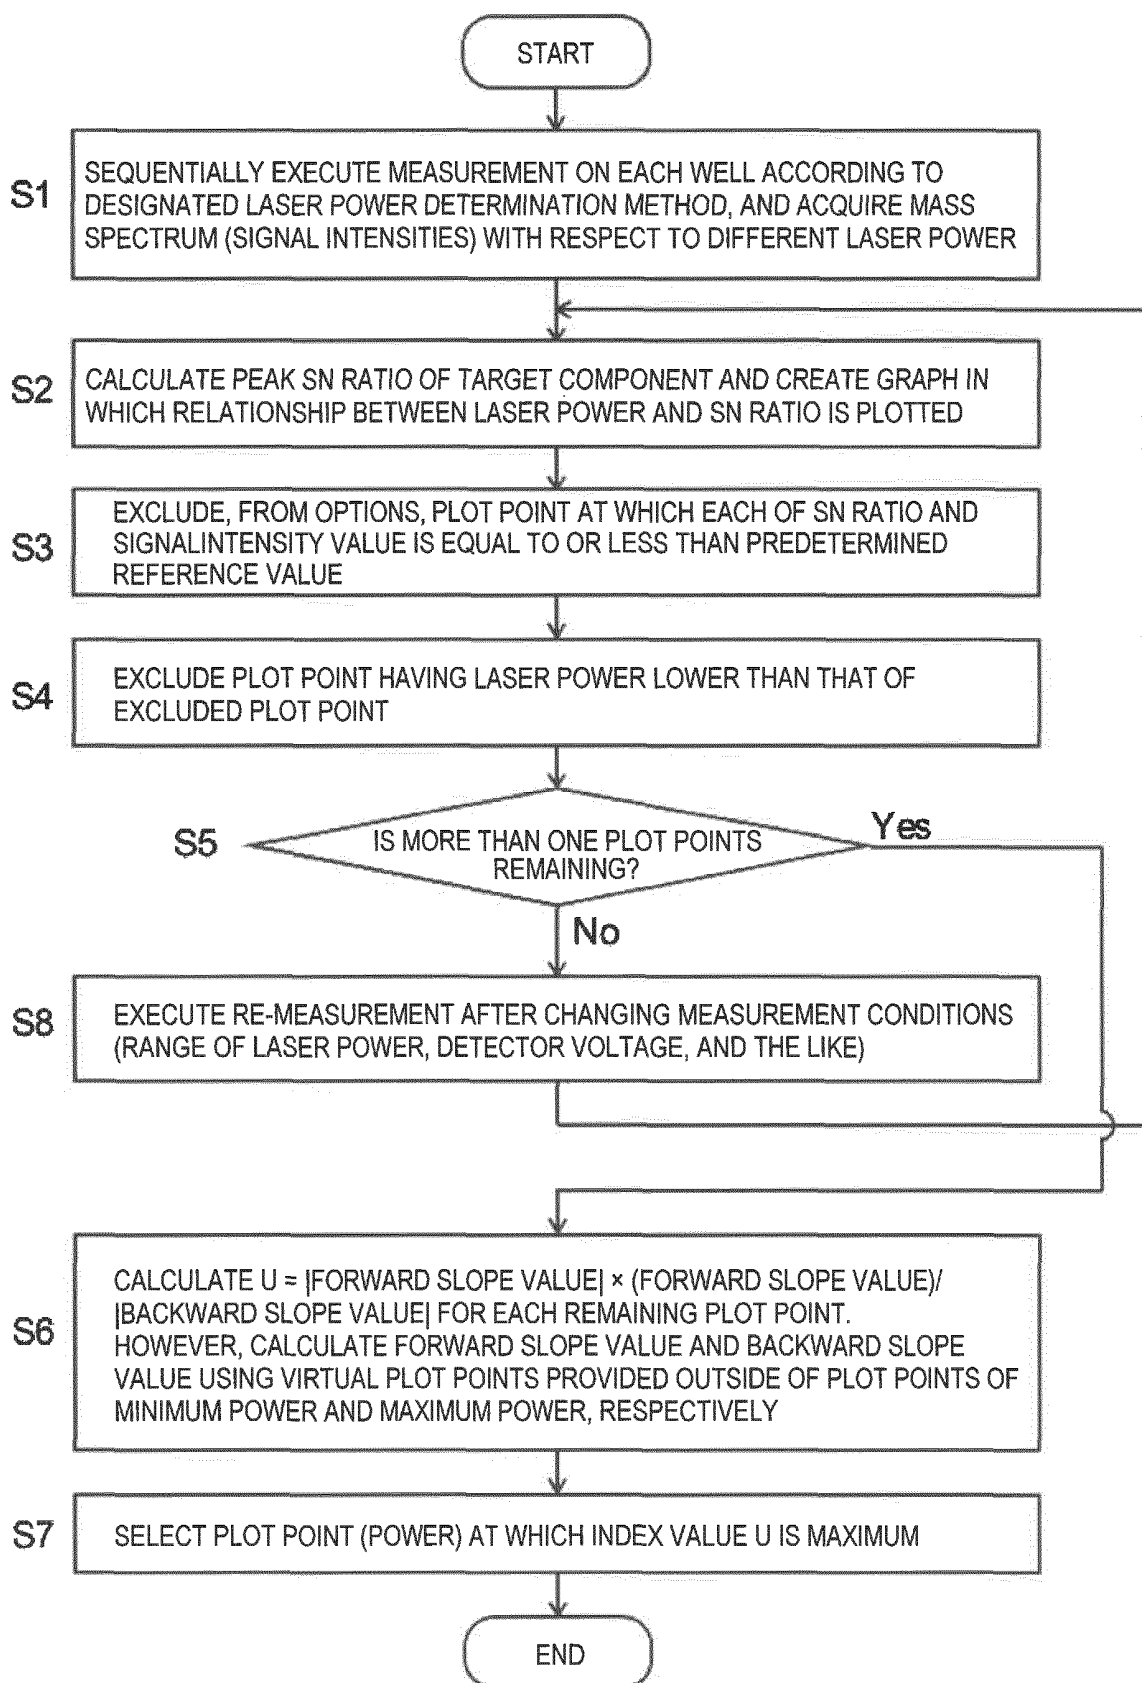 START
S1
SEQUENTIALLY EXECUTE MEASUREMENT ON EACH WELL ACCORDING TO
DESIGNATED LASER POWER DETERMINATION METHOD, AND ACQUIRE MASS
SPECTRUM (SIGNAL INTENSITIES) WITH RESPECT TO DIFFERENT LASER POWER
S2
CALCULATE PEAK SN RATIO OF TARGET COMPONENT AND CREATE GRAPH IN
WHICH RELATIONSHIP BETWEEN LASER POWER AND SN RATIO IS PLOTTED
S3
EXCLUDE, FROM OPTIONS, PLOT POINT AT WHICH EACH OF SN RATIO AND
SIGNALINTENSITY VALUE IS EQUAL TO OR LESS THAN PREDETERMINED
REFERENCE VALUE
S4
EXCLUDE PLOT POINT HAVING LASER POWER LOWER THAN THAT OF
EXCLUDED PLOT POINT
S5
IS MORE THAN ONE PLOT POINTS
REMAINING?
Yes
No
S8
EXECUTE RE-MEASUREMENT AFTER CHANGING MEASUREMENT CONDITIONS
(RANGE OF LASER POWER, DETECTOR VOLTAGE, AND THE LIKE)
S6
CALCULATE U = |FORWARD SLOPE VALUE| × (FORWARD SLOPE VALUE)/
|BACKWARD SLOPE VALUE| FOR EACH REMAINING PLOT POINT.
HOWEVER, CALCULATE FORWARD SLOPE VALUE AND BACKWARD SLOPE
VALUE USING VIRTUAL PLOT POINTS PROVIDED OUTSIDE OF PLOT POINTS OF
MINIMUM POWER AND MAXIMUM POWER, RESPECTIVELY
S7
SELECT PLOT POINT (POWER) AT WHICH INDEX VALUE U IS MAXIMUM
END